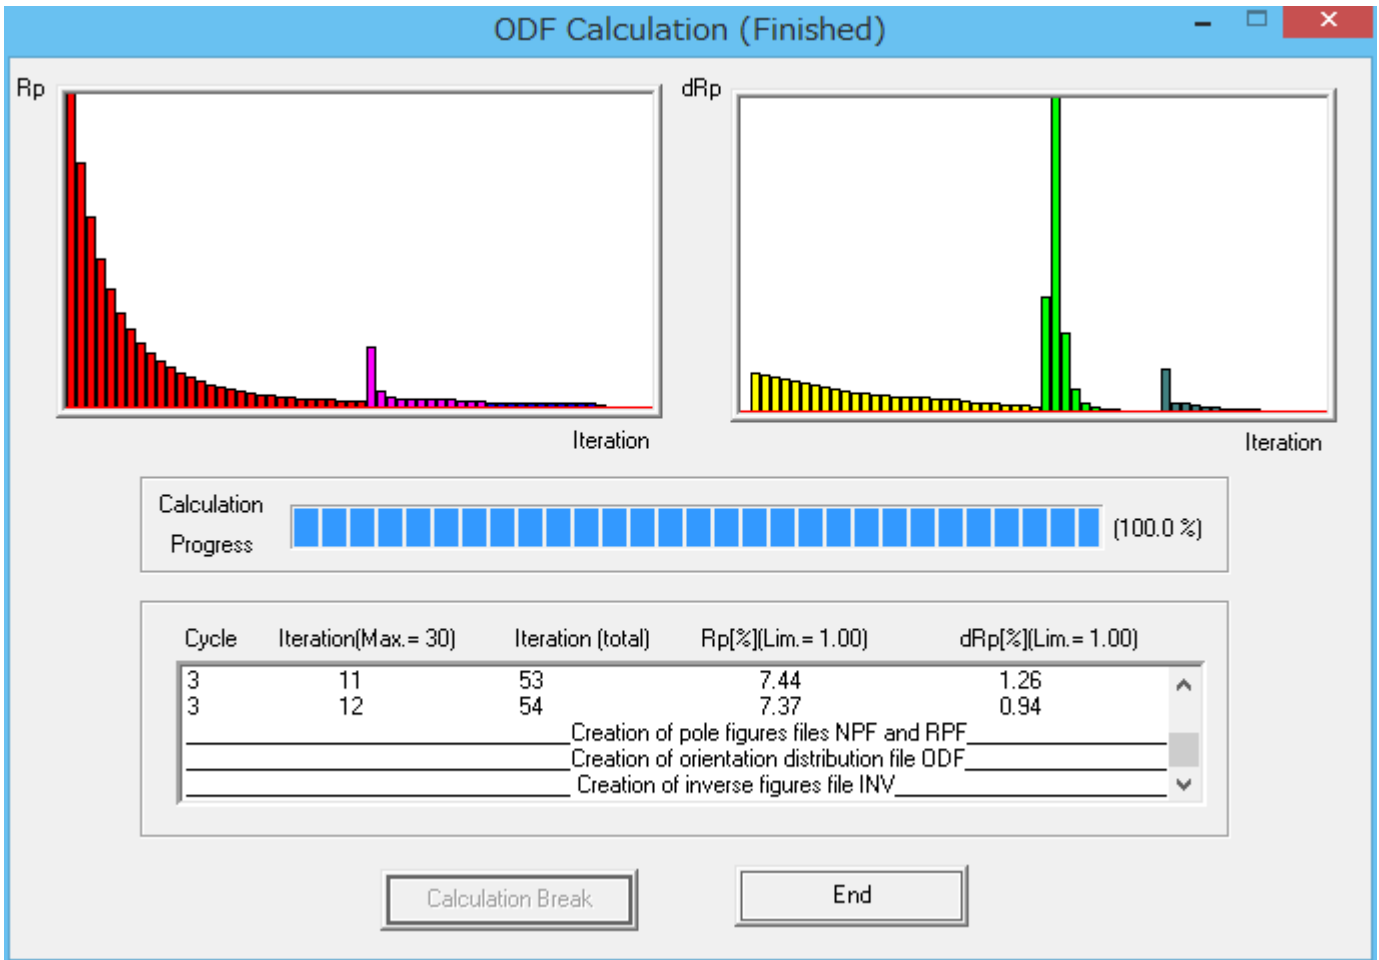 ODF Calculation (Finished)
Rp
dRp
Iteration
Iteration
Calculation
Progress
(100.0 %)
Cycle Iteration(Max.= 30) Iteration (total) Rp[%](Lim.= 1.00) dRp[%](Lim.= 1.00)
3 11 53 7.44 1.26
3 12 54 7.37 0.94
Creation of pole figures files NPF and RPF
Creation of orientation distribution file ODF
Creation of inverse figures file INV
Calculation Break
End